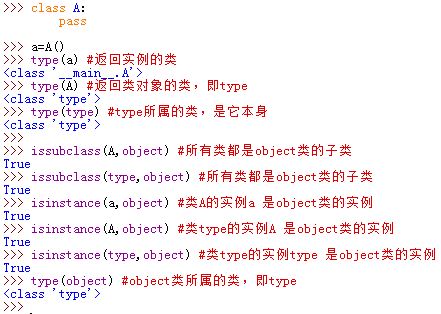 >>> class A:
        pass

>>> a=A()
>>> type(a) #返回实例的类
<class '__main__.A'>
>>> type(A) #返回类对象的类，即type
<class 'type'>
>>> type(type) #type所属的类，是它本身
<class 'type'>
>>>
>>> issubclass(A,object) #所有类都是object类的子类
True
>>> issubclass(type,object) #所有类都是object类的子类
True
>>> isinstance(a,object) #类A的实例a 是object类的实例
True
>>> isinstance(A,object) #类type的实例A 是object类的实例
True
>>> isinstance(type,object) #类type的实例type 是object类的实例
True
>>> type(object) #object类所属的类，即type
<class 'type'>
>>>